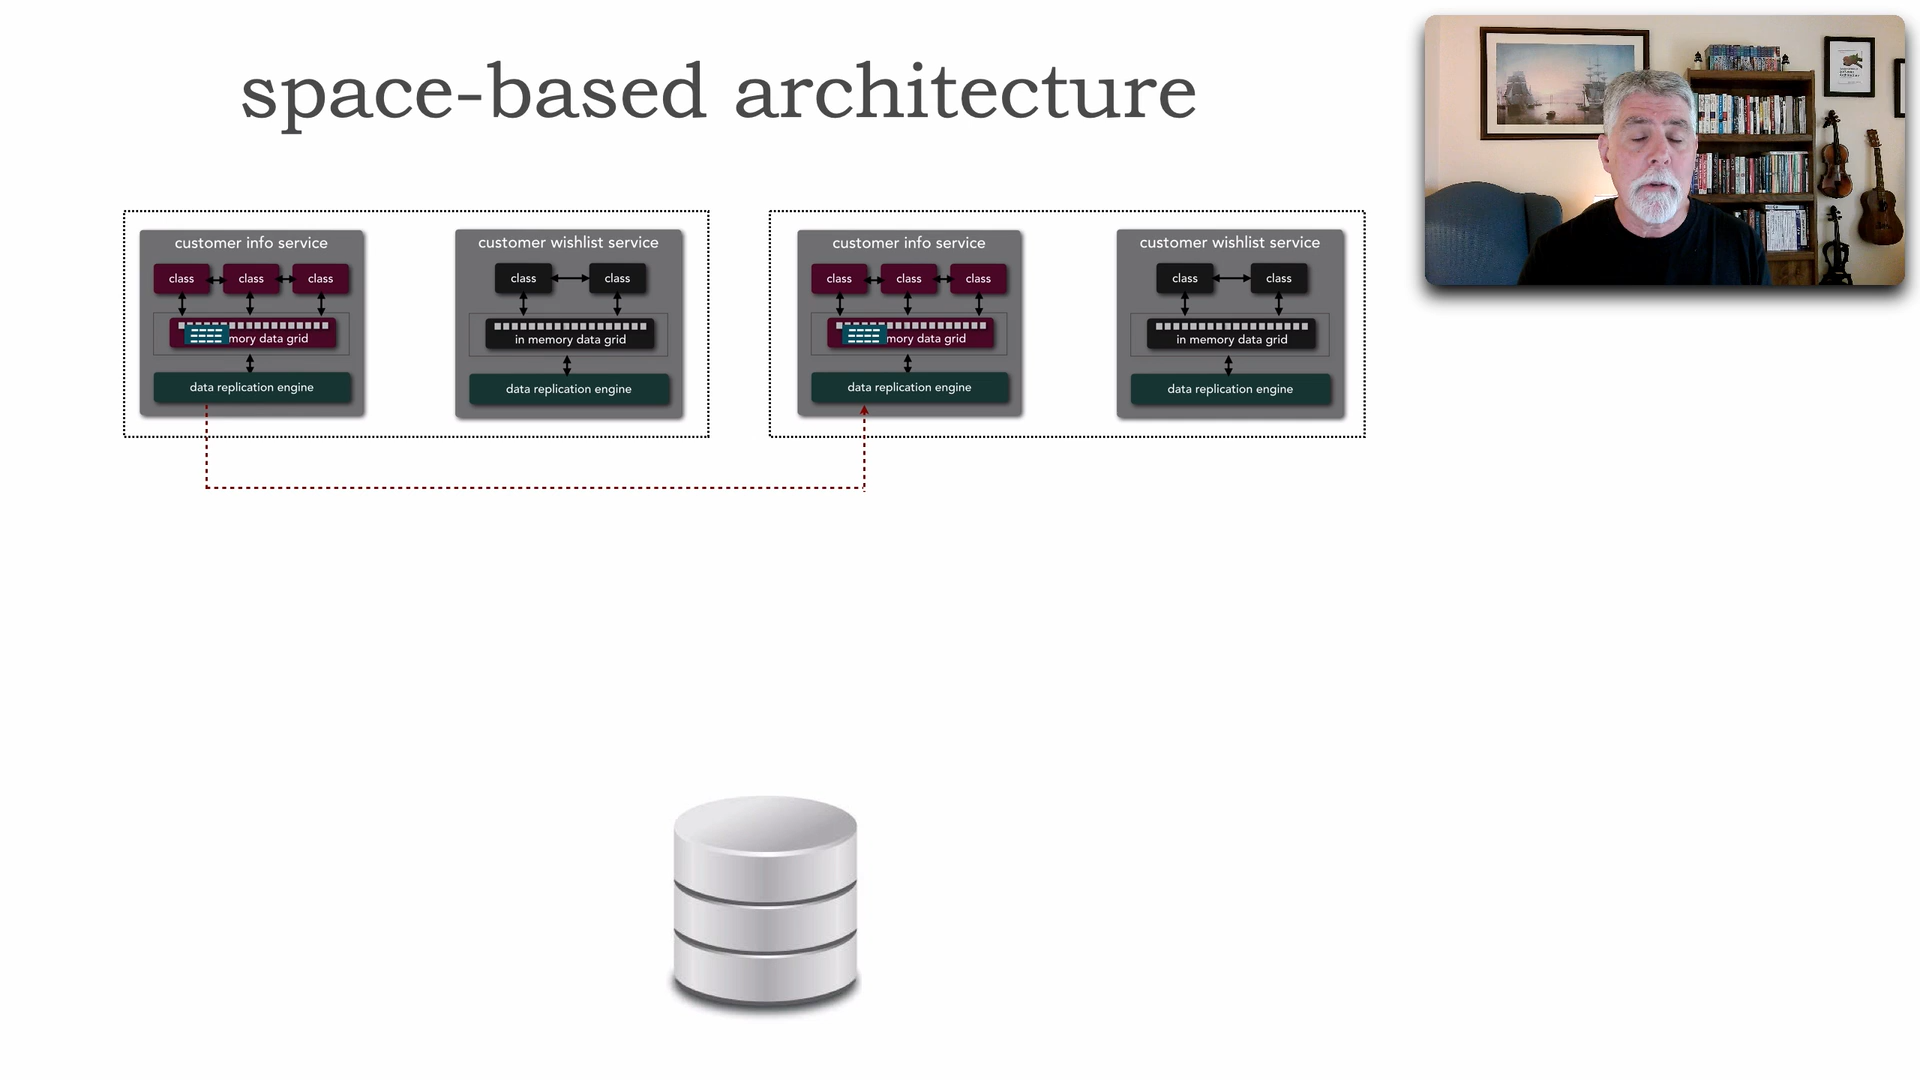 space-based architecture
customer info service
class class class
mory data grid
data replication engine
customer wishlist service
class class
in memory data grid
data replication engine
customer info service
class class class
mory data grid
data replication engine
customer wishlist service
class class
in memory data grid
data replication engine